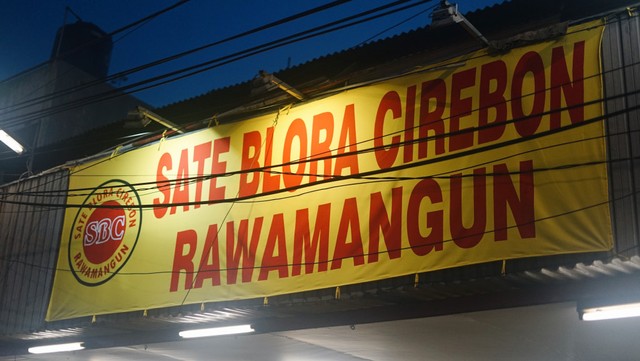 SATE BLORA CIREBON
RAWAMANGUN
SATE BLORA CIREBON
SBC
RAWAMANGUN